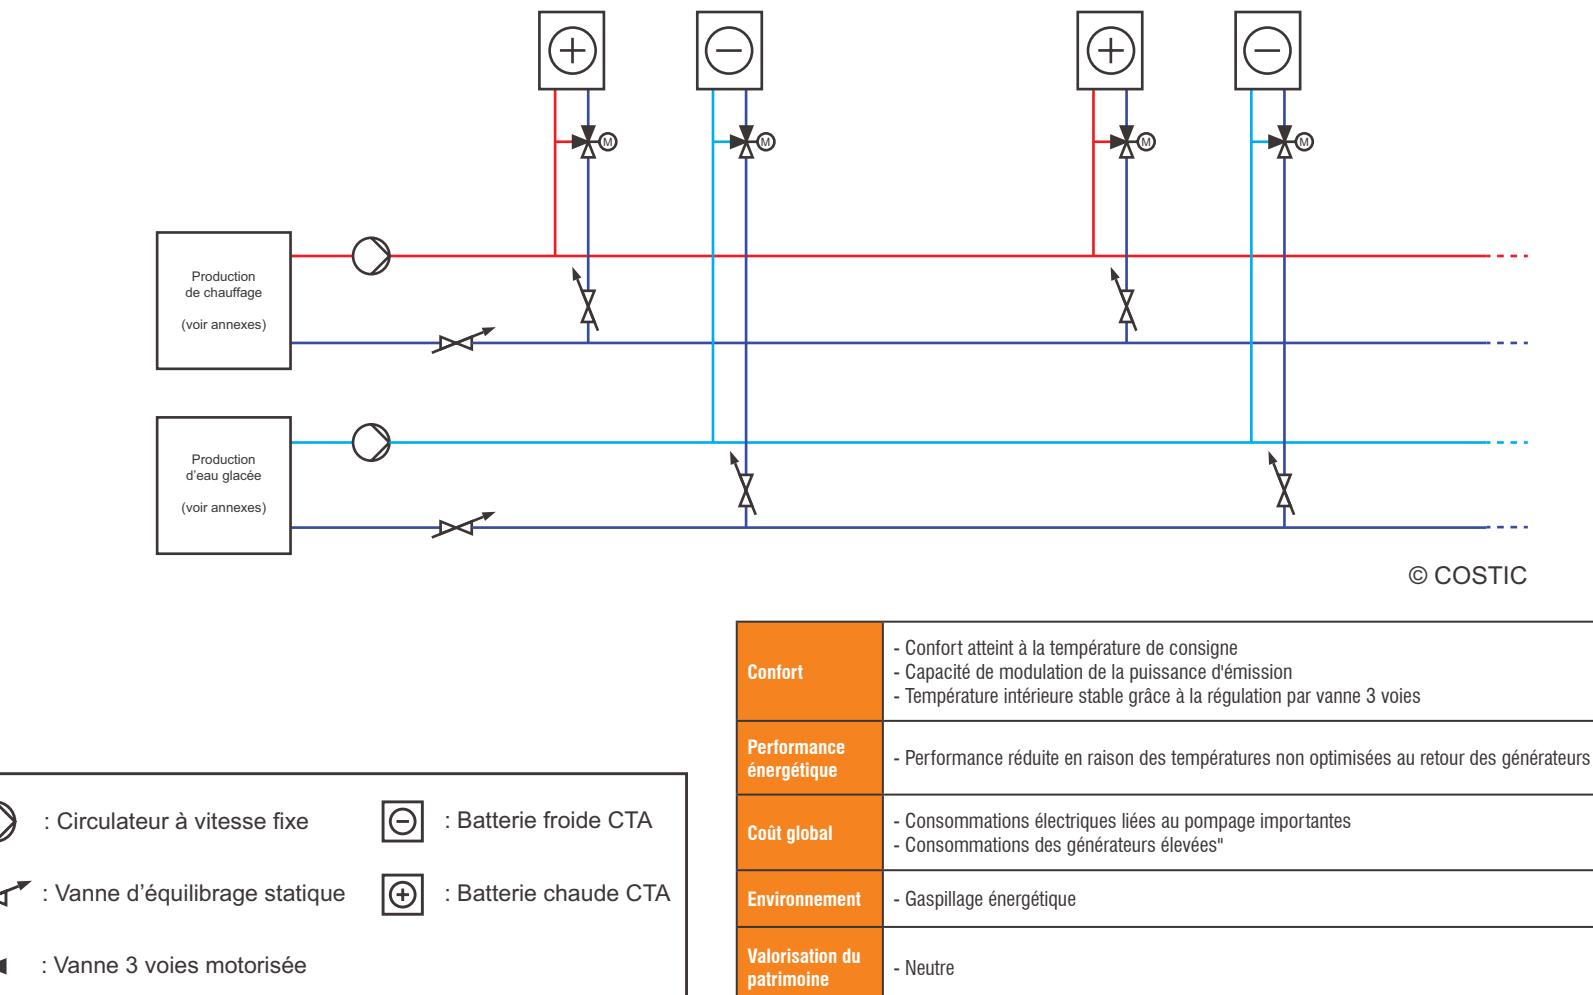 +
−
+
−
M
M
M
M
Production
de chauffage
(voir annexes)
Production
d'eau glacée
(voir annexes)
© COSTIC
: Circulateur à vitesse fixe
: Batterie froide CTA
: Vanne d'équilibrage statique
: Batterie chaude CTA
: Vanne 3 voies motorisée
Confort
- Confort atteint à la température de consigne
- Capacité de modulation de la puissance d'émission
- Température intérieure stable grâce à la régulation par vanne 3 voies
Performance
énergétique
- Performance réduite en raison des températures non optimisées au retour des générateurs
Coût global
- Consommations électriques liées au pompage importantes
- Consommations des générateurs élevées"
Environnement
- Gaspillage énergétique
Valorisation du
patrimoine
- Neutre